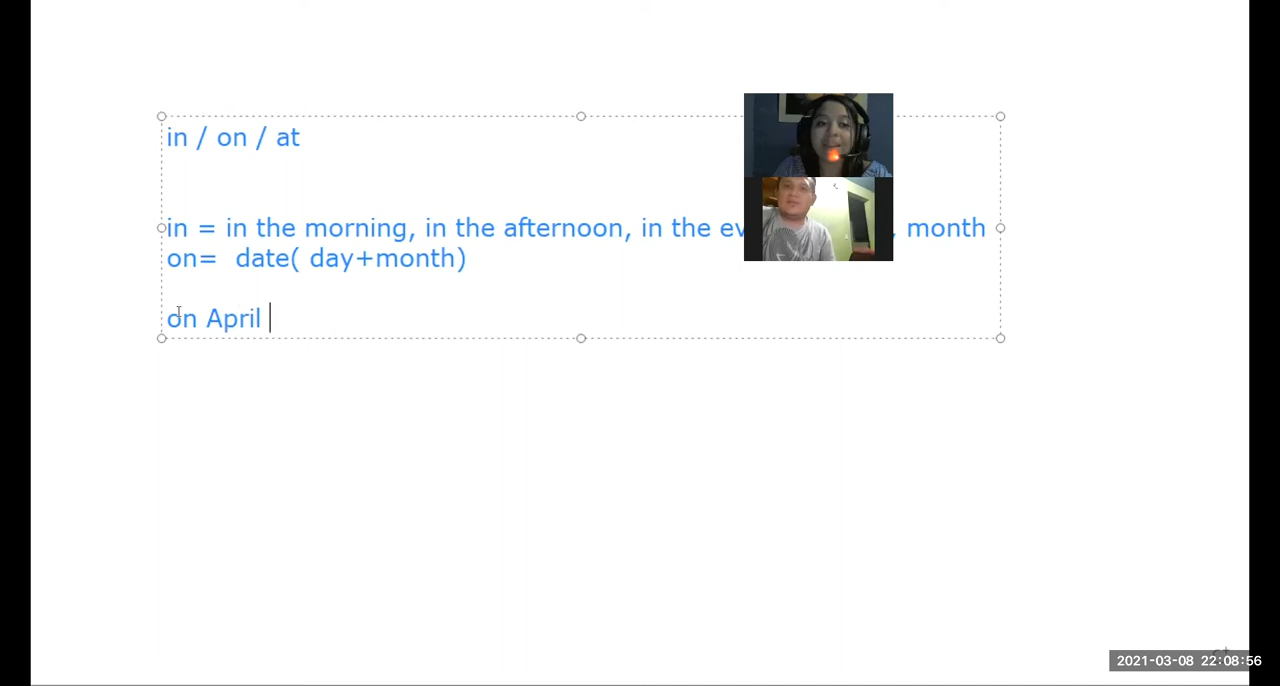 in / on / at
in = in the morning, in the afternoon, in the , month
on=  date( day+month)
on April
2021-03-08 22:08:56